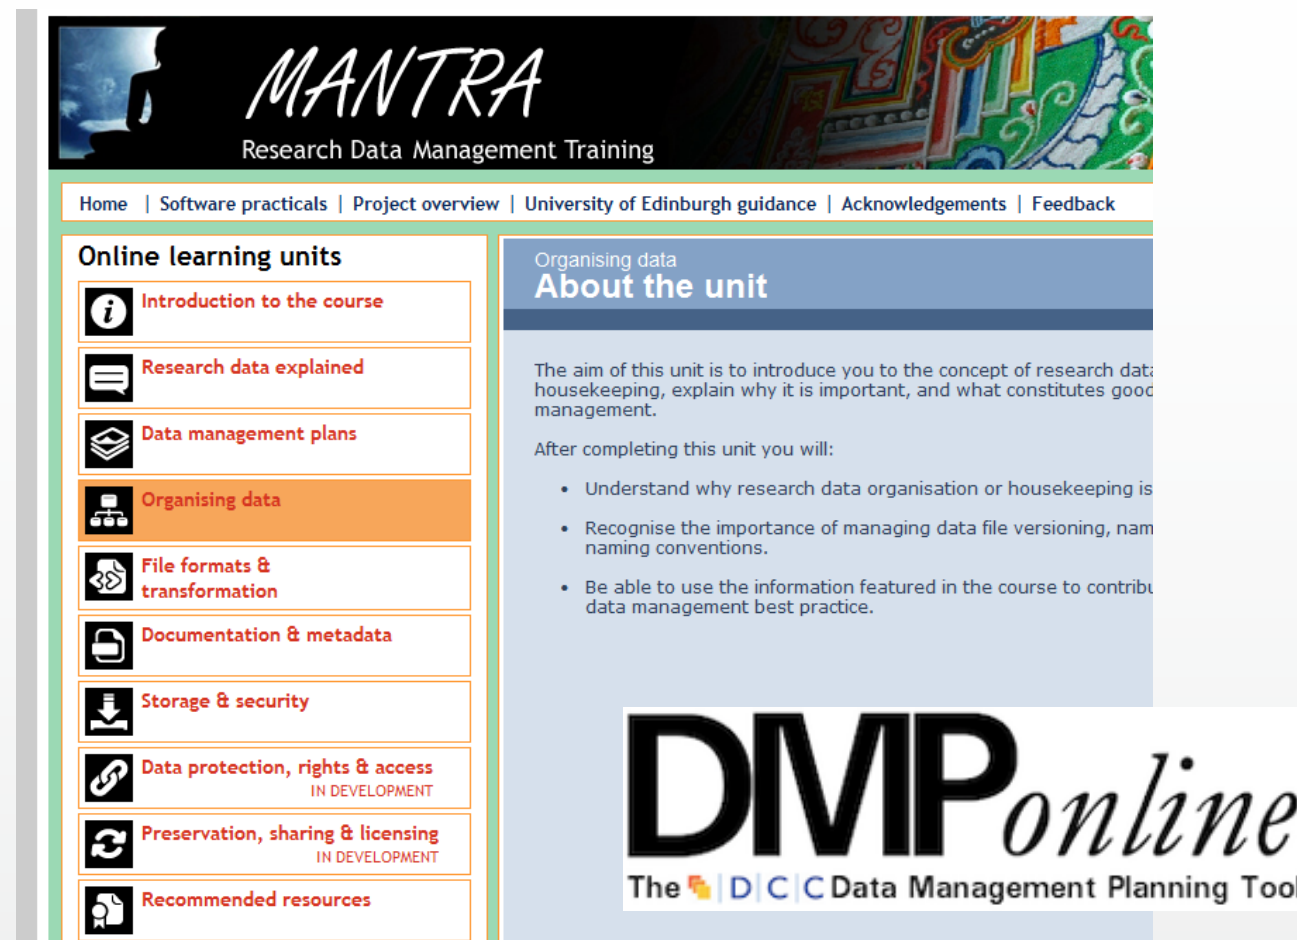 MANTRA
Research Data Management Training
Home | Software practicals | Project overview | University of Edinburgh guidance | Acknowledgements | Feedback
Online learning units
Introduction to the course
Research data explained
Data management plans
Organising data
File formats &
transformation
Documentation & metadata
Storage & security
Data protection, rights & access
IN DEVELOPMENT
Preservation, sharing & licensing
IN DEVELOPMENT
Recommended resources
Organising data
About the unit
The aim of this unit is to introduce you to the concept of research data
housekeeping, explain why it is important, and what constitutes good
management.
After completing this unit you will:
• Understand why research data organisation or housekeeping is
• Recognise the importance of managing data file versioning, nam
naming conventions.
• Be able to use the information featured in the course to contribu
data management best practice.
DMPonline
The D|C|C Data Management Planning Tool